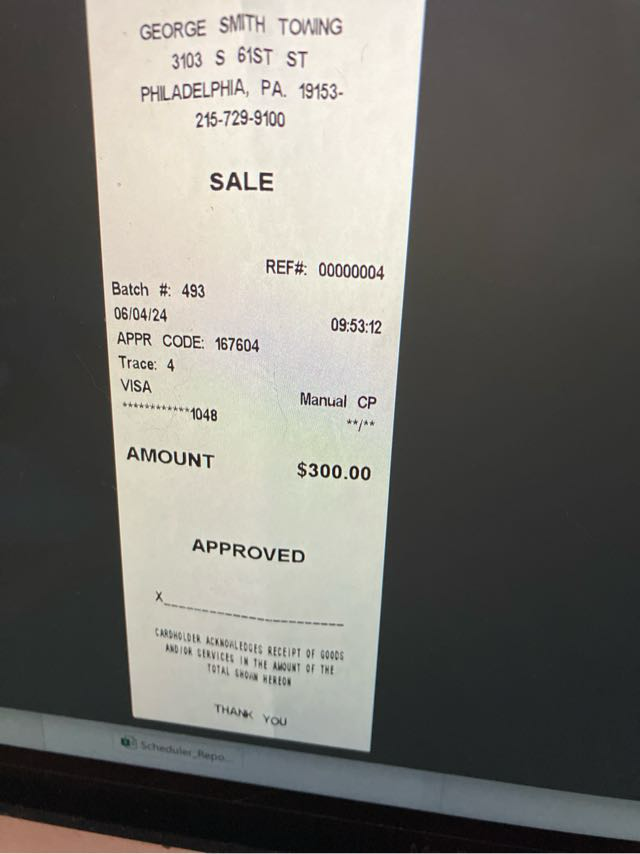 GEORGE SMITH TOWING
3103 S 61ST ST
PHILADELPHIA, PA. 19153-
215-729-9100
SALE
REF#: 00000004
Batch #: 493
06/04/24 09:53:12
APPR CODE: 167604
Trace: 4
VISA Manual CP
************1048 **/**
AMOUNT $300.00
APPROVED
X
CARDHOLDER ACKNOWLEDGES RECEIPT OF GOODS
AND/OR SERVICES IN THE AMOUNT OF THE
TOTAL SHOWN HEREON
THANK YOU
Scheduler_Repo...